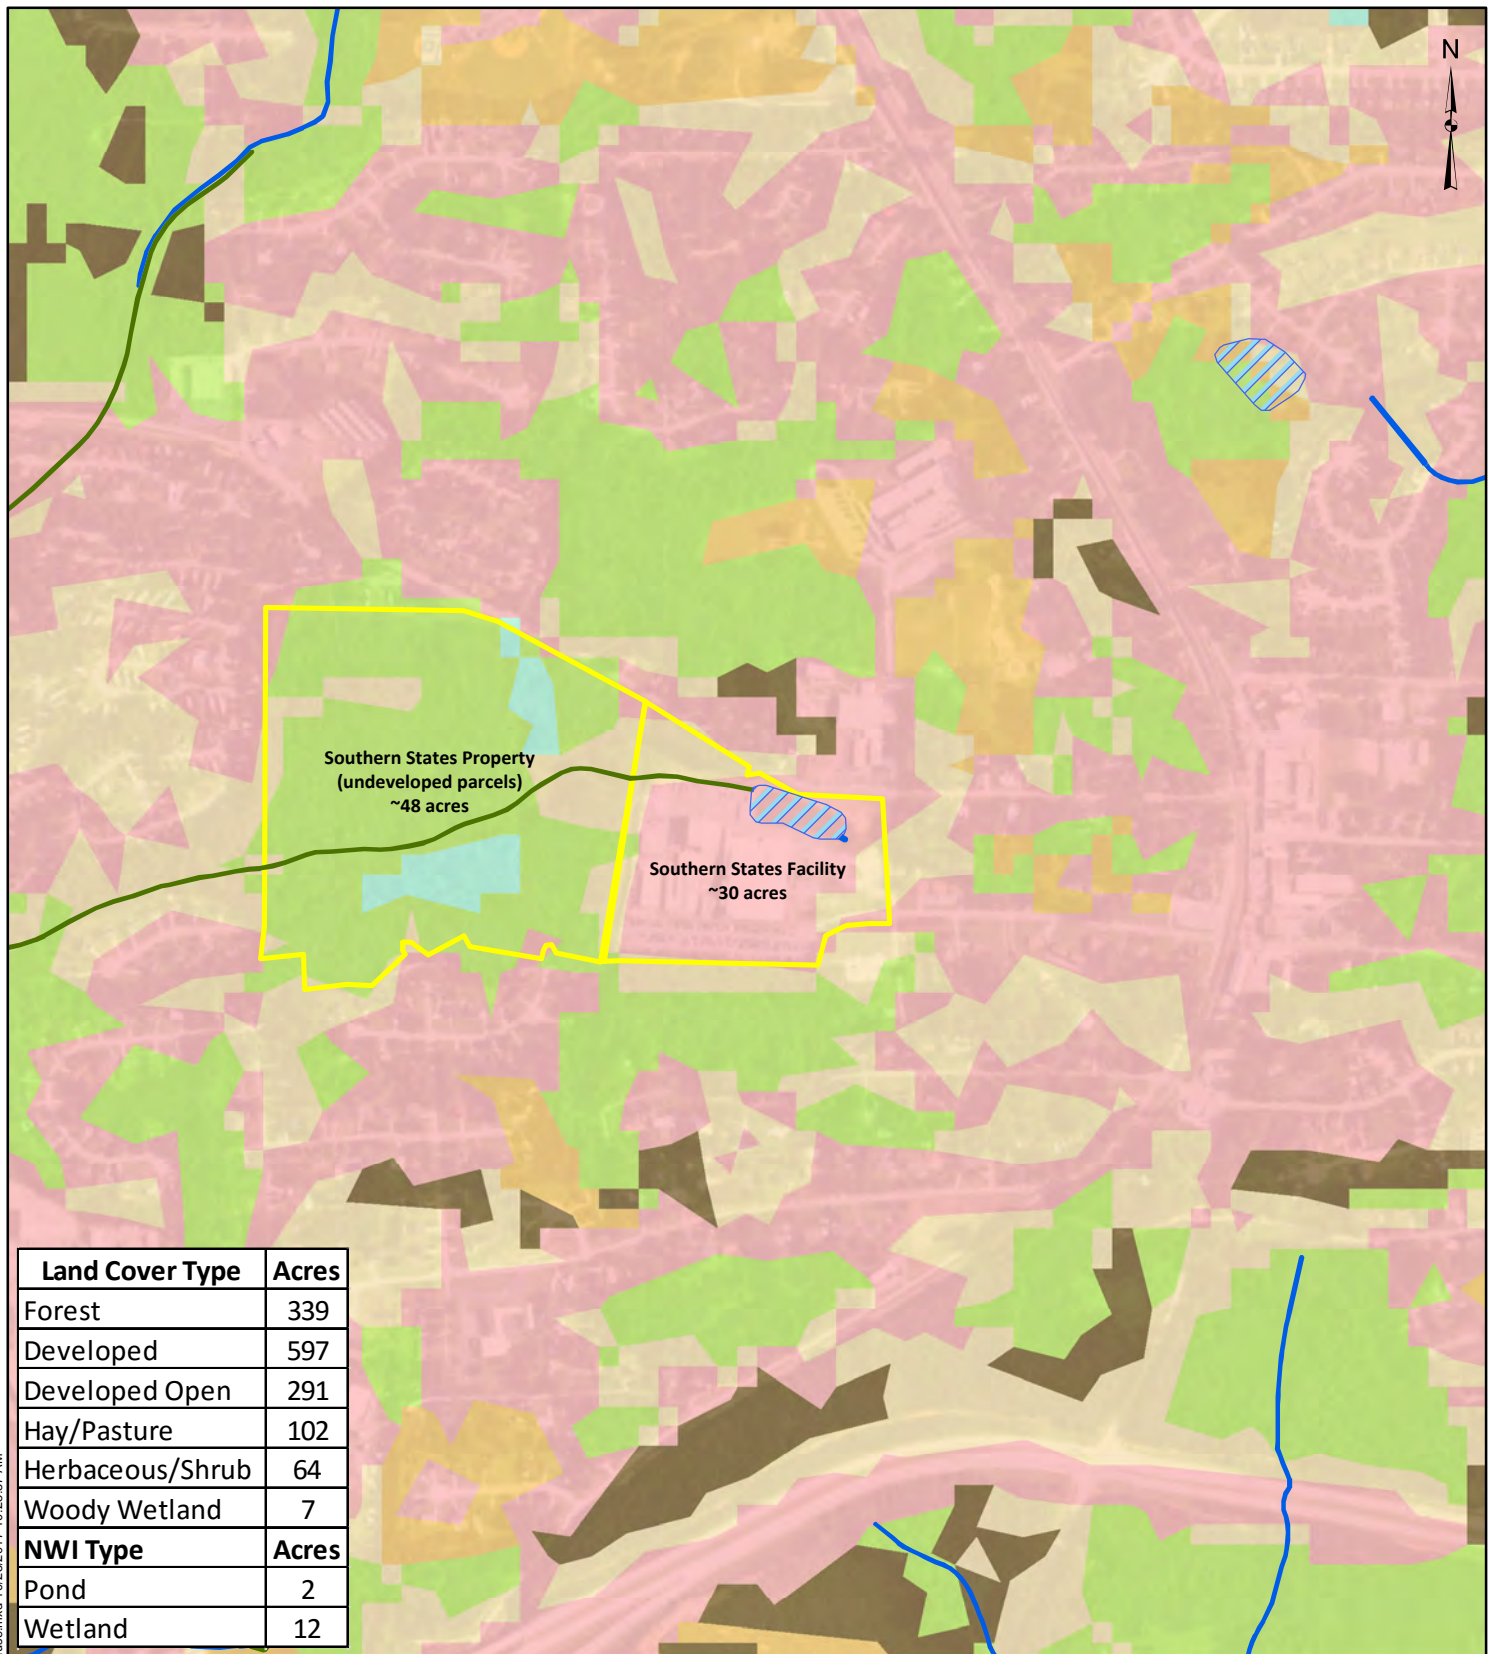 N
Southern States Property
(undeveloped parcels)
~48 acres
Southern States Facility
~30 acres
Land Cover Type Acres
Forest 339
Developed 597
Developed Open 291
Hay/Pasture 102
Herbaceous/Shrub 64
Woody Wetland 7
NWI Type Acres
Pond 2
Wetland 12